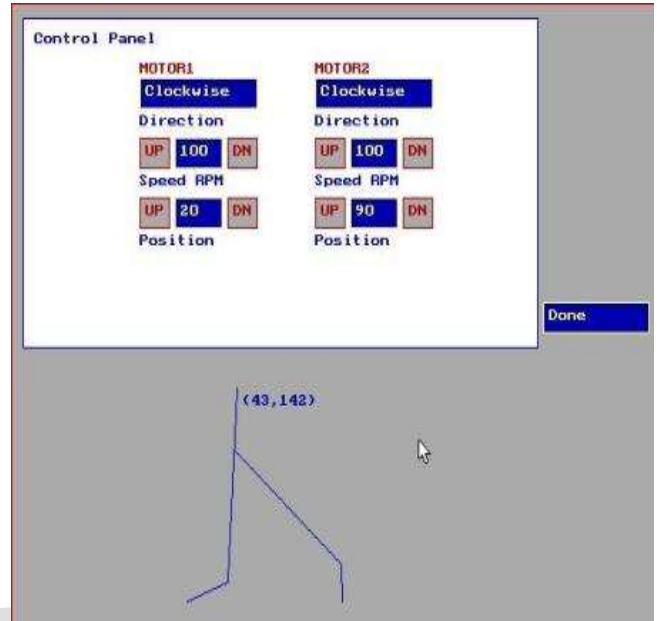 Control Panel
MOTOR1 MOTOR2
Clockwise Clockwise
Direction Direction
UP 100 DN UP 100 DN
Speed RPM Speed RPM
UP 20 DN UP 90 DN
Position Position
Done
(43,142)